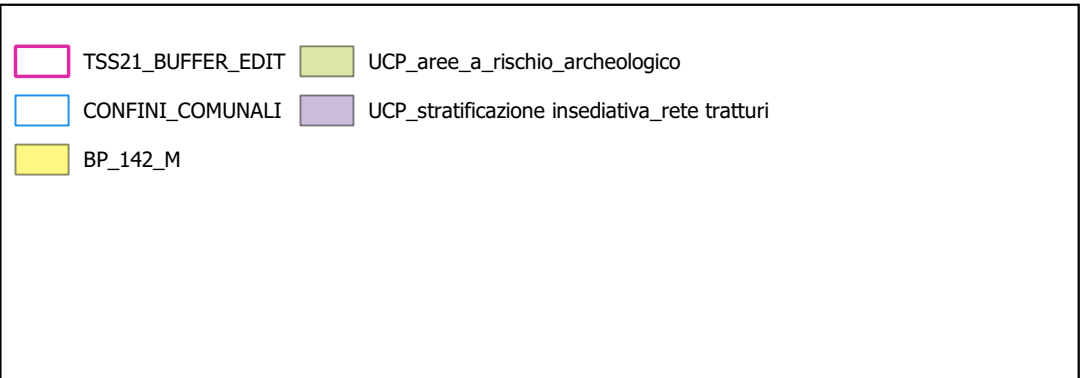 TSS21_BUFFER_EDIT
CONFINI_COMUNALI
BP_142_M
UCP_aree_a_rischio_archeologico
UCP_stratificazione insediativa_rete tratturi